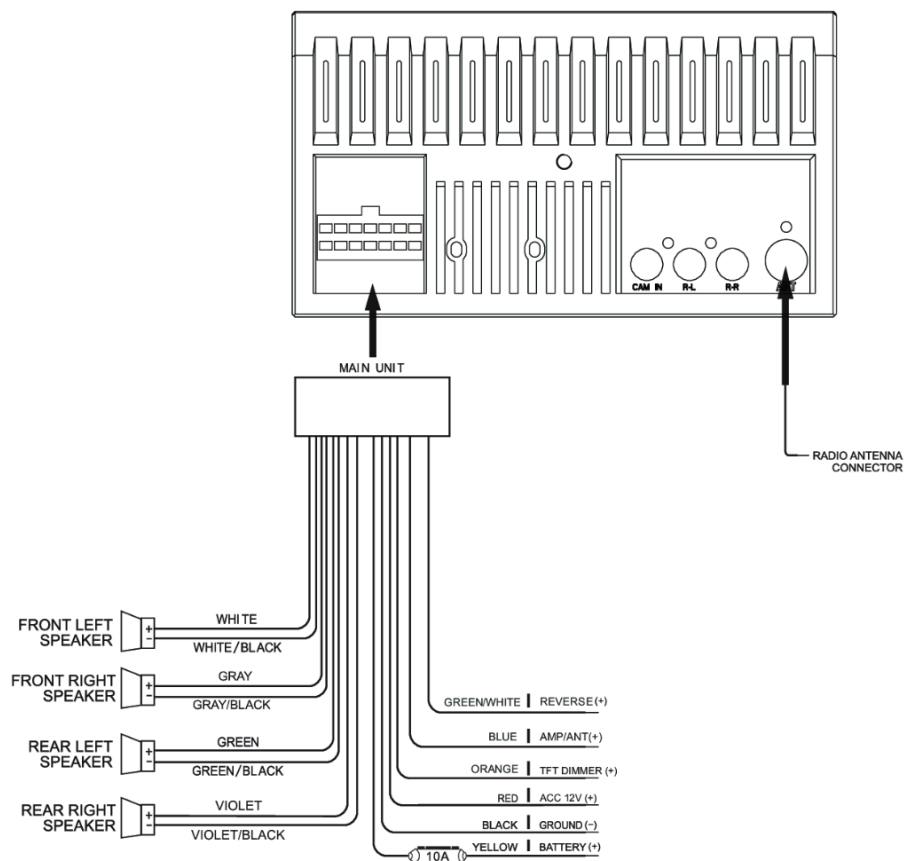 CAM IN
R-L
R-R
ANT
MAIN UNIT
RADIO ANTENNA
CONNECTOR
FRONT LEFT
SPEAKER
+
−
WHITE
WHITE/BLACK
FRONT RIGHT
SPEAKER
+
−
GRAY
GRAY/BLACK
REAR LEFT
SPEAKER
+
−
GREEN
GREEN/BLACK
REAR RIGHT
SPEAKER
+
−
VIOLET
VIOLET/BLACK
GREEN/WHITE | REVERSE (+)
BLUE | AMP/ANT(+)
ORANGE | TFT DIMMER (+)
RED | ACC 12V (+)
BLACK | GROUND (−)
10A YELLOW | BATTERY (+)